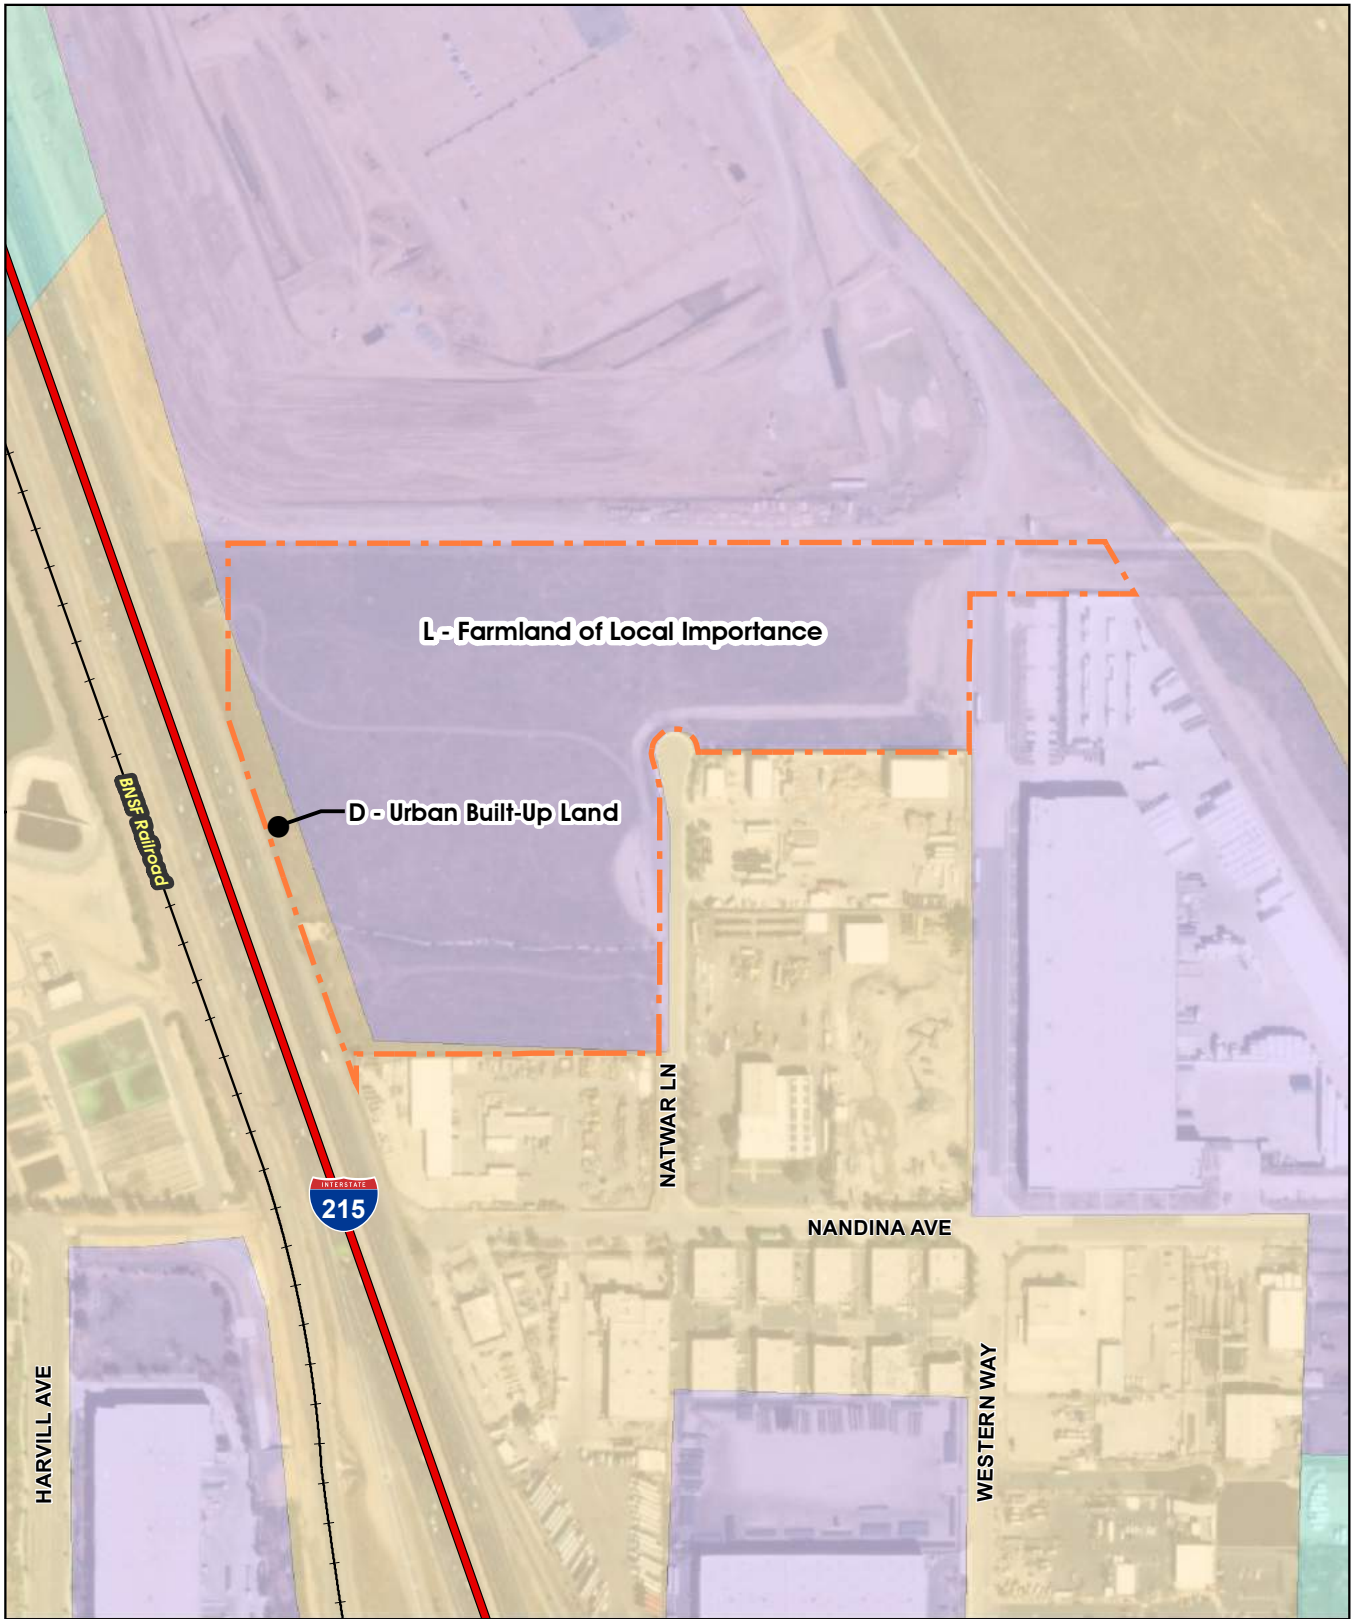 L - Farmland of Local Importance
D - Urban Built-Up Land
BNSF Railroad
NATWAR LN
INTERSTATE
215
NANDINA AVE
HARVILL AVE
WESTERN WAY